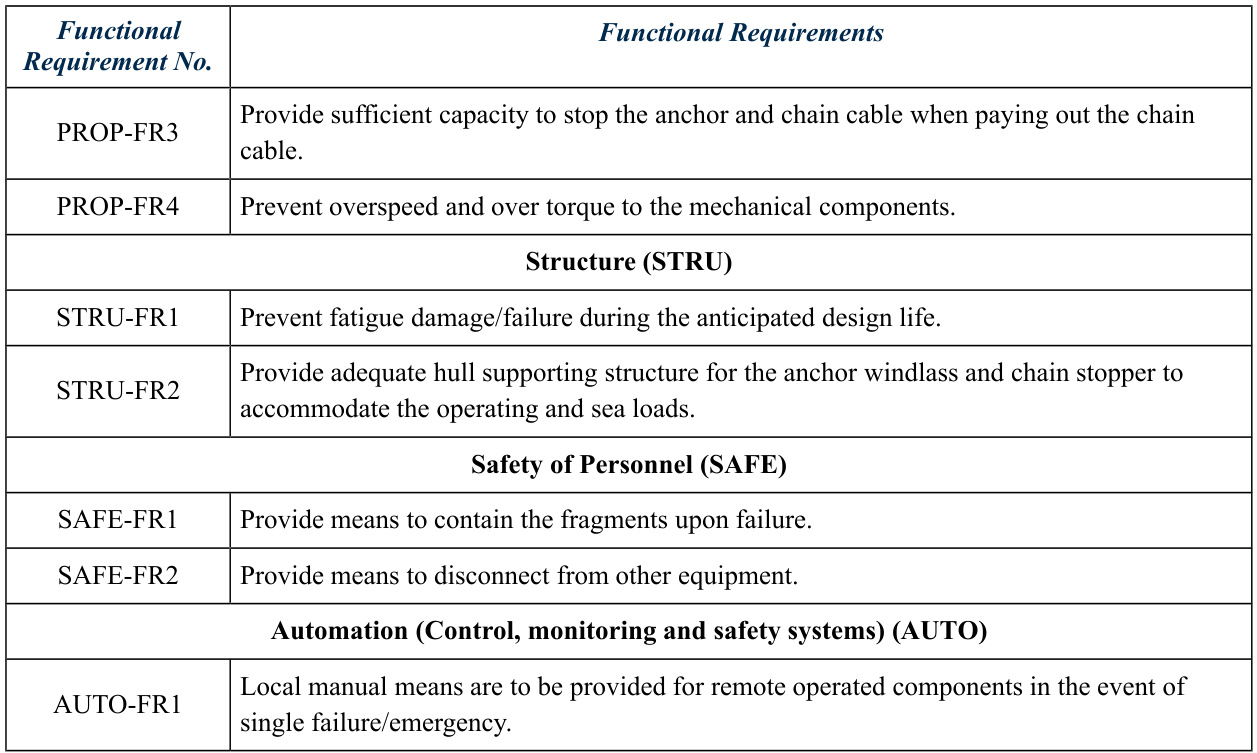 Functional
Requirement No.
Functional Requirements
PROP-FR3
Provide sufficient capacity to stop the anchor and chain cable when paying out the chain
cable.
PROP-FR4
Prevent overspeed and over torque to the mechanical components.
Structure (STRU)
STRU-FR1
Prevent fatigue damage/failure during the anticipated design life.
STRU-FR2
Provide adequate hull supporting structure for the anchor windlass and chain stopper to
accommodate the operating and sea loads.
Safety of Personnel (SAFE)
SAFE-FR1
Provide means to contain the fragments upon failure.
SAFE-FR2
Provide means to disconnect from other equipment.
Automation (Control, monitoring and safety systems) (AUTO)
AUTO-FR1
Local manual means are to be provided for remote operated components in the event of
single failure/emergency.